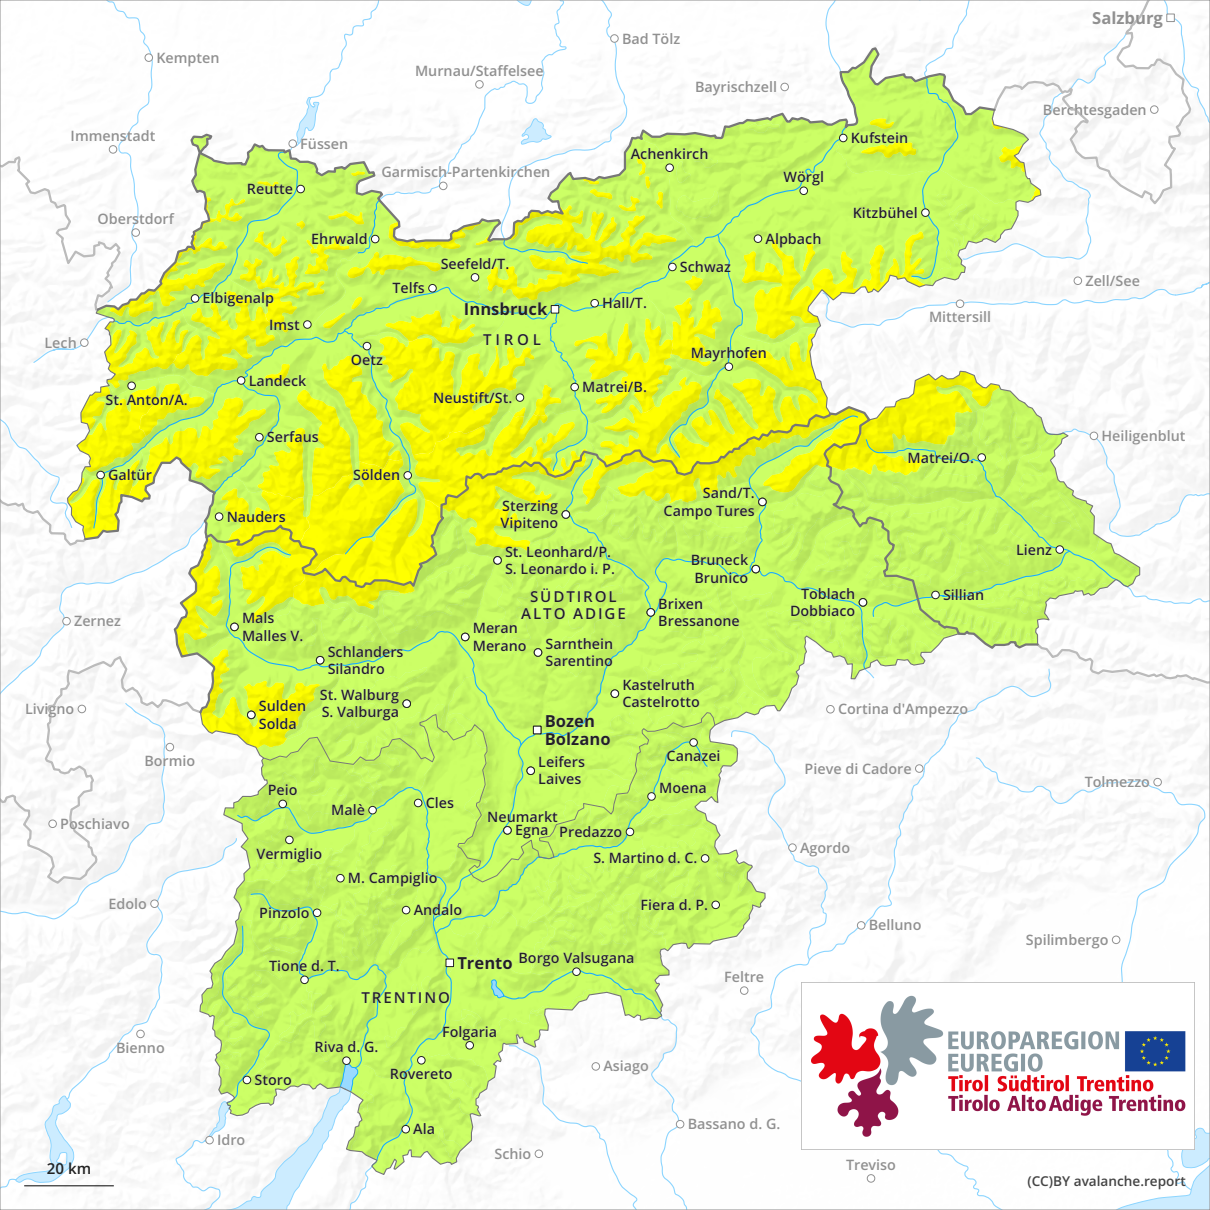 Salzburg
Bad Tölz
Kempten
Murnau/Staffelsee
Bayrischzell
Berchtesgaden
Immenstadt
Füssen
Kufstein
Achenkirch
Garmisch-Partenkirchen
Wörgl
Reutte
Oberstdorf
Kitzbühel
Ehrwald
Alpbach
Seefeld/T.
Schwaz
Zell/See
Telfs
Elbigenalp
Hall/T.
Innsbruck
Mittersill
Imst
TIROL
Lech
Oetz
Mayrhofen
Landeck
Matrei/B.
St. Anton/A.
Neustift/St.
Serfaus
Heiligenblut
Matrei/O.
Galtür
Sölden
Sand/T.
Campo Tures
Sterzing
Vipiteno
Nauders
Lienz
St. Leonhard/P.
S. Leonardo i. P.
Bruneck
Brunico
SÜDTIROL
ALTO ADIGE
Toblach
Dobbiaco
Sillian
Brixen
Bressanone
Mals
Malles V.
Zernez
Meran
Merano
Sarnthein
Sarentino
Schlanders
Silandro
Kastelruth
Castelrotto
St. Walburg
S. Valburga
Sulden
Solda
Livigno
Cortina d'Ampezzo
Bozen
Bolzano
Bormio
Canazei
Leifers
Laives
Pieve di Cadore
Tolmezzo
Peio
Moena
Malè
Cles
Neumarkt
Egna
Predazzo
Poschiavo
Vermiglio
Agordo
S. Martino d. C.
M. Campiglio
Edolo
Pinzolo
Andalo
Fiera d. P.
Belluno
Spilimbergo
Trento
Borgo Valsugana
Tione d. T.
Feltre
TRENTINO
Folgaria
Bienno
Riva d. G.
Rovereto
Asiago
Storo
EUROPAREGION
EUREGIO
Tirol Südtirol Trentino
Tirolo Alto Adige Trentino
Ala
Bassano d. G.
Idro
Schio
Treviso
20 km
(CC)BY avalanche.report